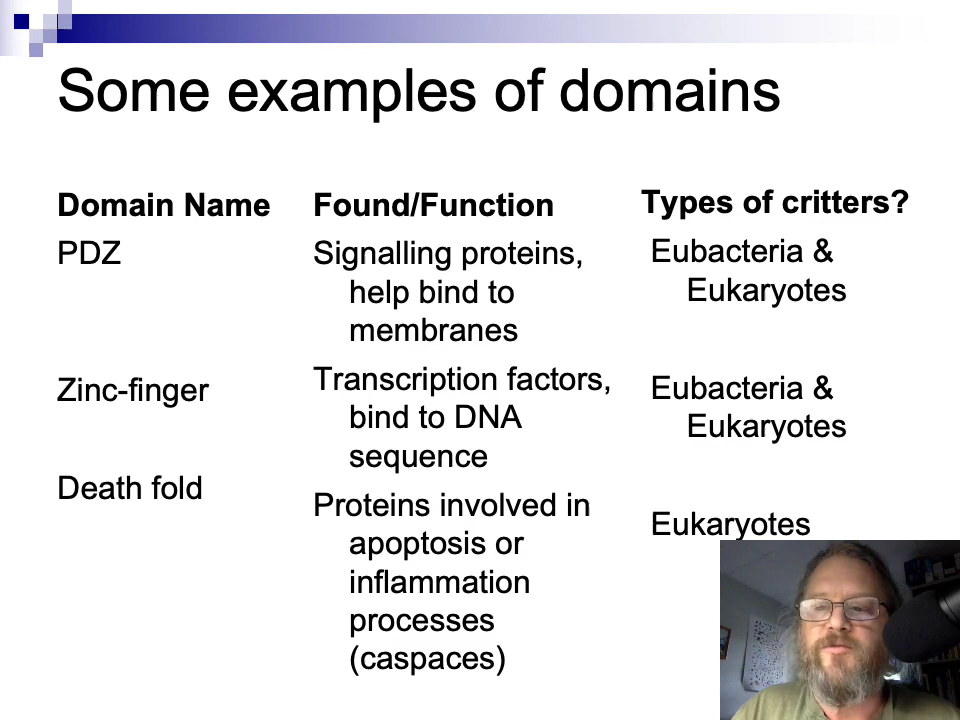 Some examples of domains
Domain Name
Found/Function
Types of critters?
PDZ
Signalling proteins,
help bind to
membranes
Eubacteria &
Eukaryotes
Zinc-finger
Transcription factors,
bind to DNA
sequence
Eubacteria &
Eukaryotes
Death fold
Proteins involved in
apoptosis or
inflammation
processes
(caspaces)
Eukaryotes